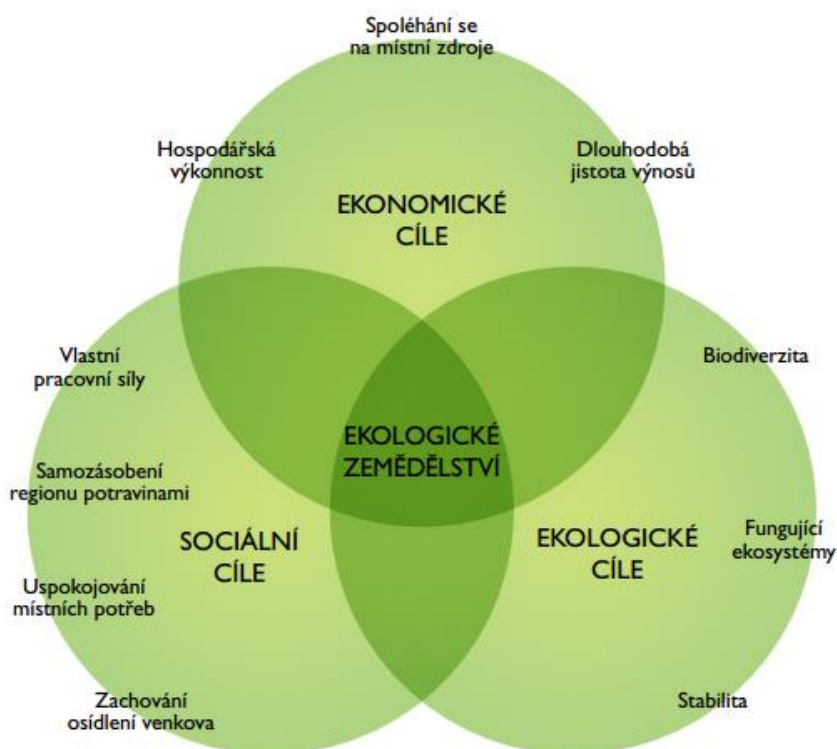 Spoléhání se
na místní zdroje
Hospodářská
výkonnost
Dlouhodobá
jistota výnosů
EKONOMICKÉ
CÍLE
Vlastní
pracovní síly
Biodiverzita
EKOLOGICKÉ
ZEMĚDĚLSTVÍ
Samozásobení
regionu potravinami
SOCIÁLNÍ
CÍLE
EKOLOGICKÉ
CÍLE
Fungující
ekosystémy
Uspokojování
místních potřeb
Zachování
osídlení venkova
Stabilita